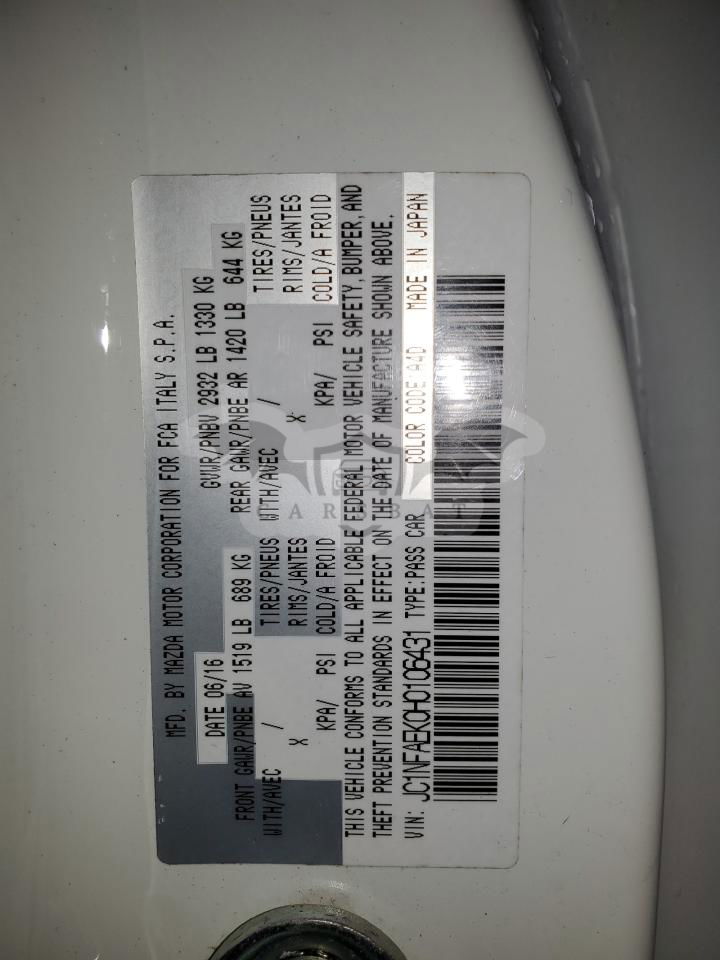 MFD. BY MAZDA MOTOR CORPORATION FOR FCA ITALY S.P.A.
DATE 06/16 GVWR/PNBV 2932 LB 1330 KG
FRONT GAWR/PNBE AV 1519 LB 689 KG REAR GAWR/PNBE AR 1420 LB 644 KG
WITH/AVEC / TIRES/PNEUS WITH/AVEC / TIRES/PNEUS
X RIMS/JANTES X RIMS/JANTES
KPA/ PSI COLD/A FROID KPA/ PSI COLD/A FROID
THIS VEHICLE CONFORMS TO ALL APPLICABLE FEDERAL MOTOR VEHICLE SAFETY, BUMPER, AND
THEFT PREVENTION STANDARDS IN EFFECT ON THE DATE OF MANUFACTURE SHOWN ABOVE.
VIN: JC1NFAEK0H0106431 TYPE:PASS CAR COLOR CODE A4D MADE IN JAPAN
CARSBAT